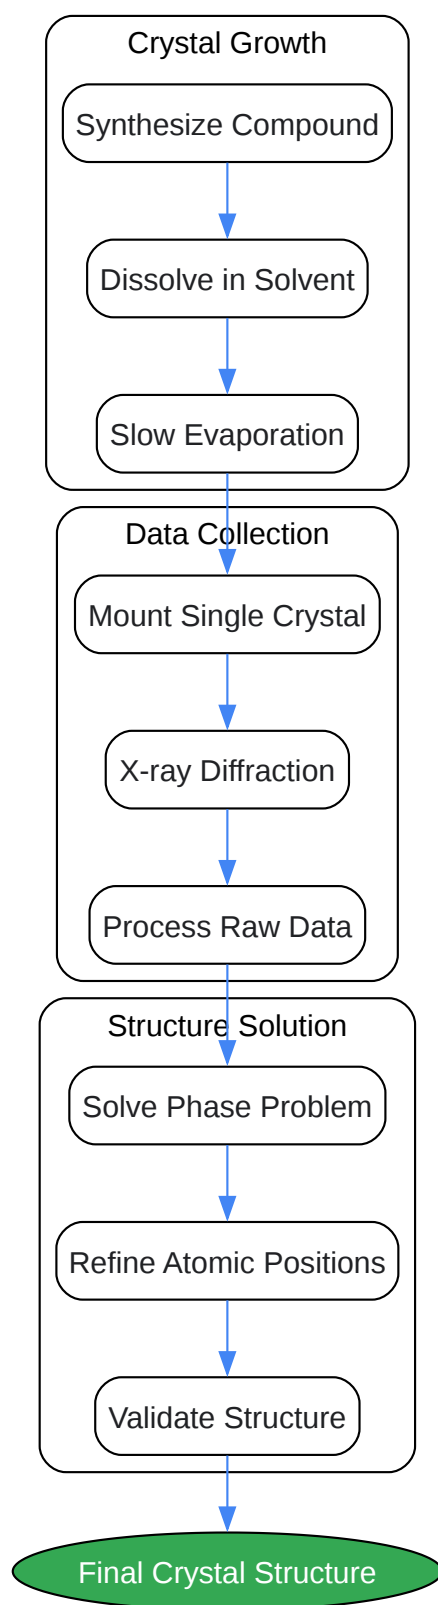 Crystal Growth
Synthesize Compound
Dissolve in Solvent
Slow Evaporation
Data Collection
Mount Single Crystal
X-ray Diffraction
Process Raw Data
Structure Solution
Solve Phase Problem
Refine Atomic Positions
Validate Structure
Final Crystal Structure